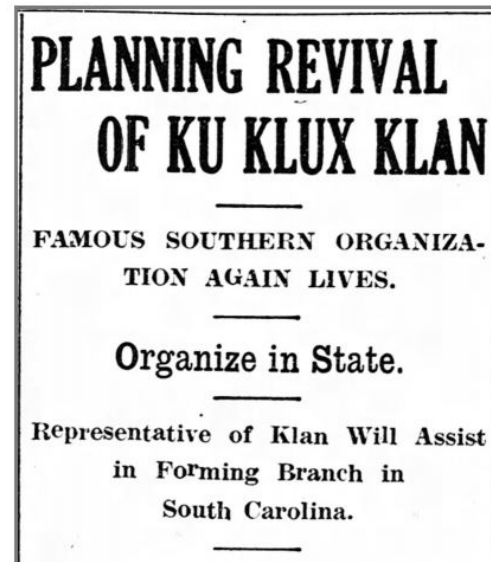 PLANNING REVIVAL
OF KU KLUX KLAN
FAMOUS SOUTHERN ORGANIZA-
TION AGAIN LIVES.
Organize in State.
Representative of Klan Will Assist
in Forming Branch in
South Carolina.